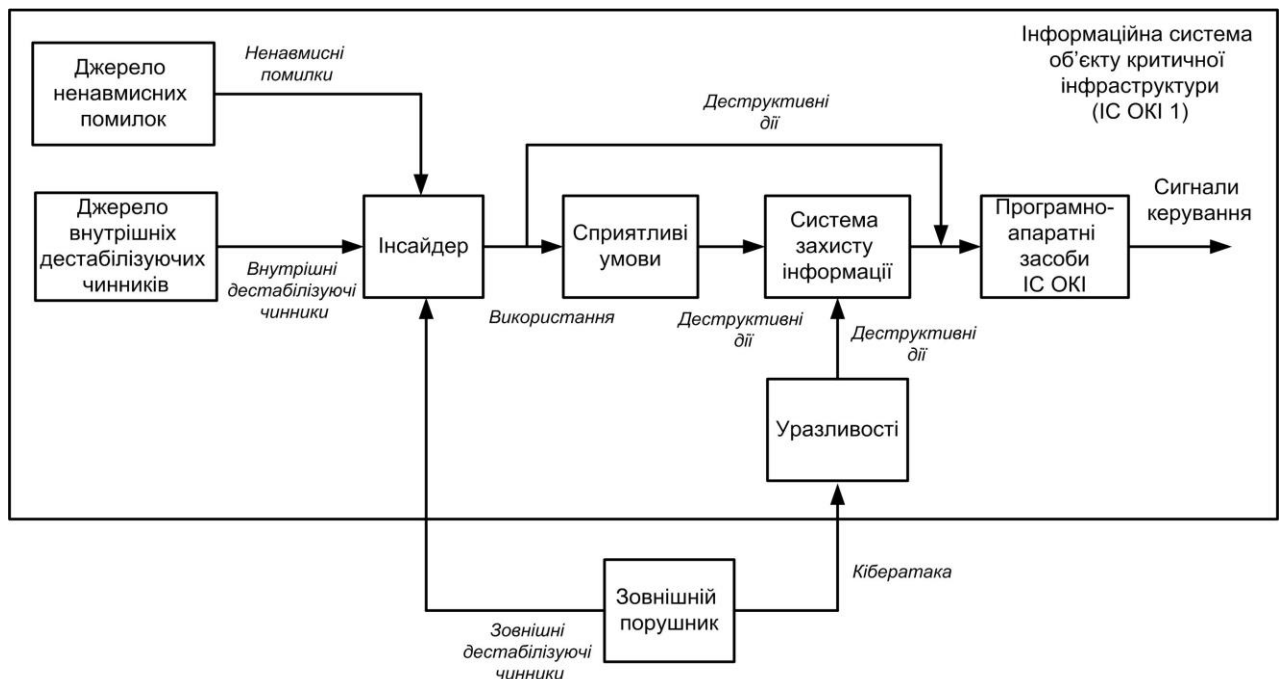 Інформаційна система
об’єкту критичної
інфраструктури
(ІС ОКІ 1)
Джерело
ненавмисних
помилок
Ненавмисні
помилки
Деструктивні
дії
Джерело
внутрішніх
дестабілізуючих
чинників
Внутрішні
дестабілізуючі
чинники
Інсайдер
Використання
Сприятливі
умови
Деструктивні
дії
Система
захисту
інформації
Деструктивні
дії
Програмно-
апаратні
засоби
ІС ОКІ
Сигнали
керування
Уразливості
Кібератака
Зовнішній
порушник
Зовнішні
дестабілізуючі
чинники